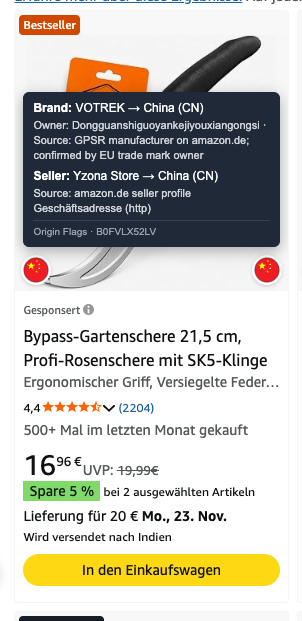 Bestseller
Brand: VOTREK → China (CN)
Owner: Dongguanshiguoyankejiyouxiangongsi ·
Source: GPSR manufacturer on amazon.de;
confirmed by EU trade mark owner
Seller: Yzona Store → China (CN)
Source: amazon.de seller profile
Geschäftsadresse (http)
Origin Flags · B0FVLX52LV
Gesponsert
Bypass-Gartenschere 21,5 cm,
Profi-Rosenschere mit SK5-Klinge
Ergonomischer Griff, Versiegelte Feder…
4,4 (2204)
500+ Mal im letzten Monat gekauft
16,96 € UVP: 19,99€
Spare 5 % bei 2 ausgewählten Artikeln
Lieferung für 20 € Mo., 23. Nov.
Wird versendet nach Indien
In den Einkaufswagen